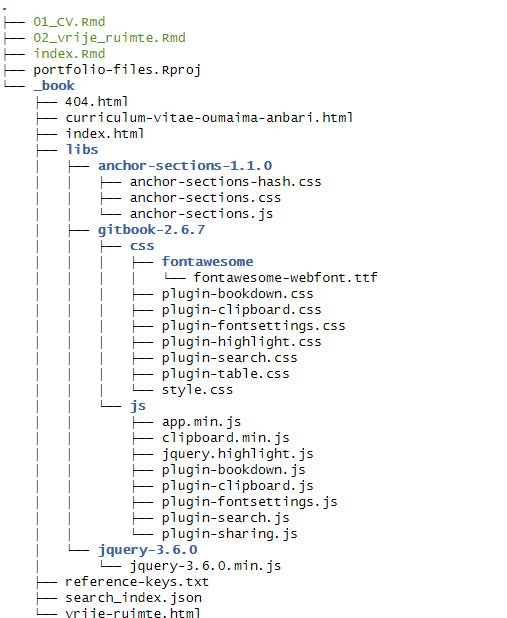 .
├── 01_CV.Rmd
├── 02_vrije_ruimte.Rmd
├── index.Rmd
├── portfolio-files.Rproj
└── _book
    ├── 404.html
    ├── curriculum-vitae-oumaima-anbari.html
    ├── index.html
    ├── libs
    │   ├── anchor-sections-1.1.0
    │   │   ├── anchor-sections-hash.css
    │   │   ├── anchor-sections.css
    │   │   └── anchor-sections.js
    │   ├── gitbook-2.6.7
    │   │   ├── css
    │   │   │   ├── fontawesome
    │   │   │   │   └── fontawesome-webfont.ttf
    │   │   │   ├── plugin-bookdown.css
    │   │   │   ├── plugin-clipboard.css
    │   │   │   ├── plugin-fontsettings.css
    │   │   │   ├── plugin-highlight.css
    │   │   │   ├── plugin-search.css
    │   │   │   ├── plugin-table.css
    │   │   │   └── style.css
    │   │   └── js
    │   │       ├── app.min.js
    │   │       ├── clipboard.min.js
    │   │       ├── jquery.highlight.js
    │   │       ├── plugin-bookdown.js
    │   │       ├── plugin-clipboard.js
    │   │       ├── plugin-fontsettings.js
    │   │       ├── plugin-search.js
    │   │       └── plugin-sharing.js
    │   └── jquery-3.6.0
    │       └── jquery-3.6.0.min.js
    ├── reference-keys.txt
    ├── search_index.json
    └── vrije-ruimte.html